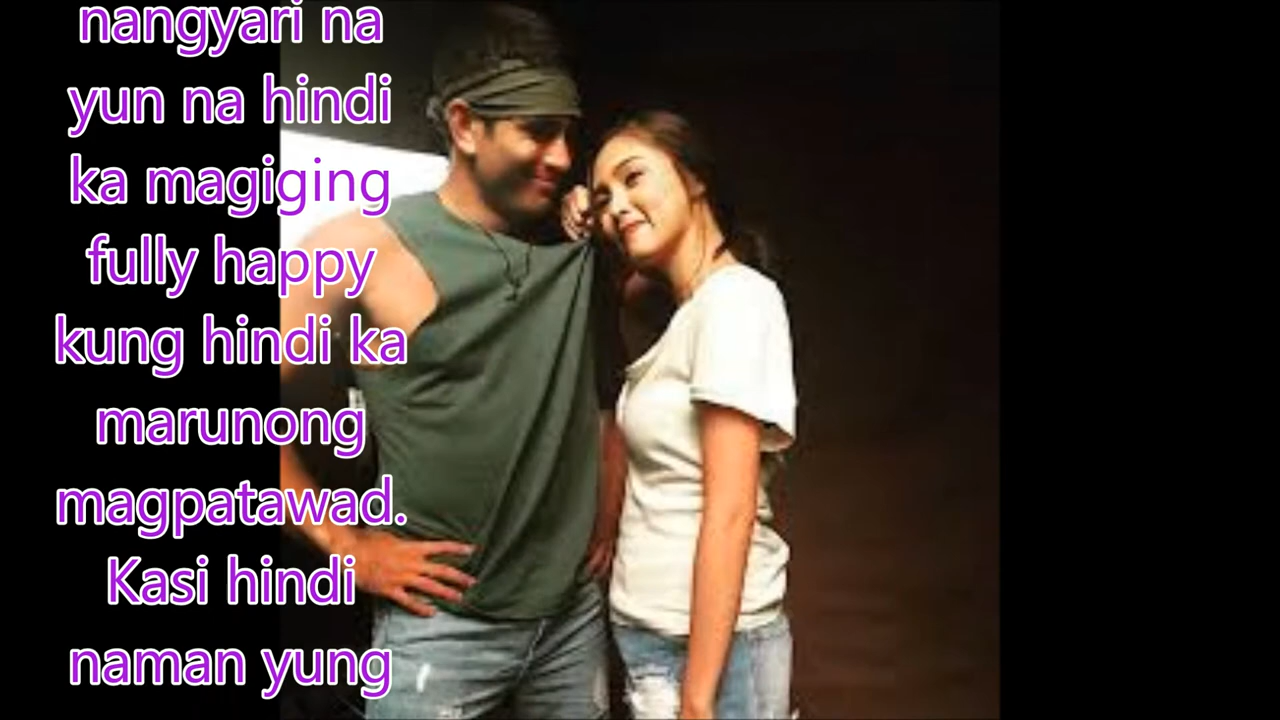 nangyari na
yun na hindi
ka magiging
fully happy
kung hindi ka
marunong
magpatawad.
Kasi hindi
naman yung